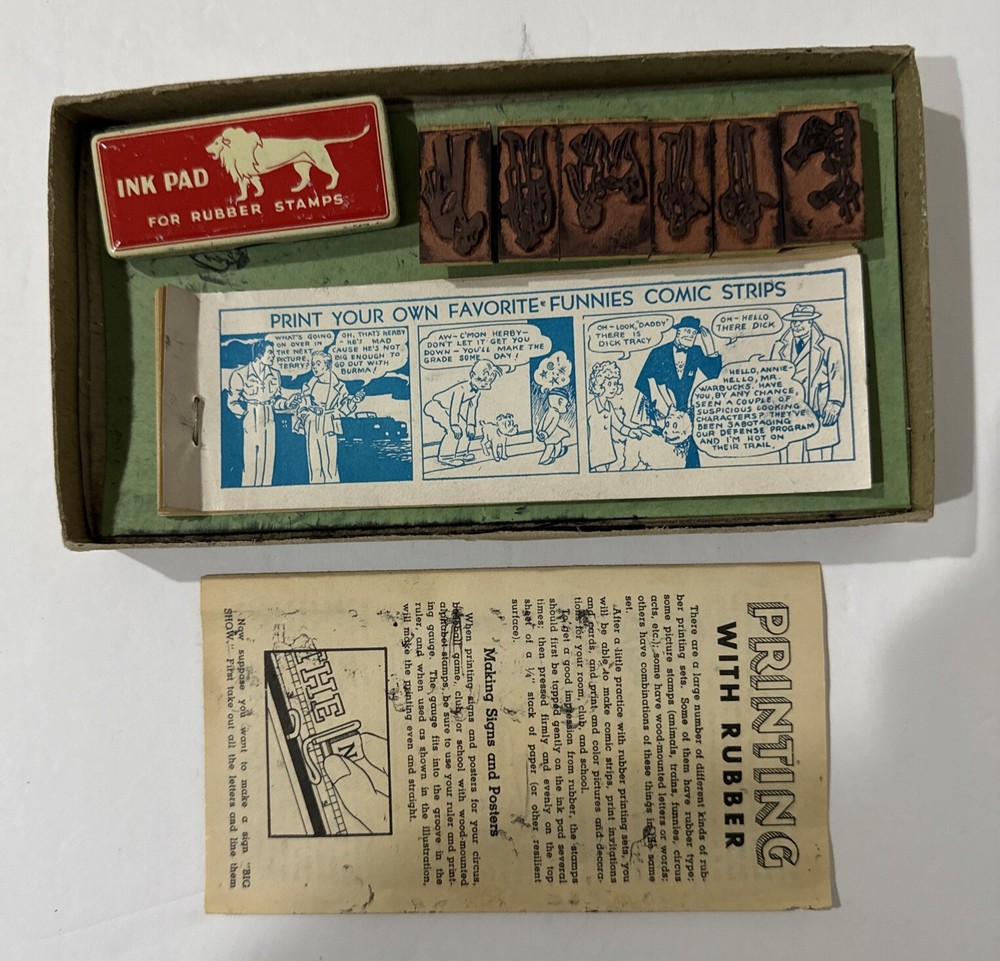 INK PAD
FOR RUBBER STAMPS
PRINT YOUR OWN FAVORITE FUNNIES COMIC STRIPS
WHAT'S GOING
ON OVER IN
THE NEXT
PICTURE,
TERRY?
OH, THAT'S HERBY
- HE'S MAD
CAUSE HE'S NOT
BIG ENOUGH TO
GO OUT WITH
BURMA!
AW-C'MON HERBY-
DON'T LET IT GET YOU
DOWN - YOU'LL MAKE THE
GRADE SOME DAY!
OH-LOOK, "DADDY"
THERE IS
DICK TRACY
OH-HELLO
THERE DICK
HELLO, ANNIE-
HELLO, MR.
WARBUCKS. HAVE
YOU, BY ANY CHANCE,
SEEN A COUPLE OF
SUSPICIOUS LOOKING
CHARACTERS? THEY'VE
BEEN SABOTAGING
OUR DEFENSE PROGRAM
AND I'M HOT ON
THEIR TRAIL.
PRINTING
WITH RUBBER
There are a large number of different kinds of rub-
ber printing sets. Some of them have rubber type;
some picture stamps (animals, trains, funnies, circus
acts, etc.); some have wood-mounted letters or words;
others have combinations of these things in the same
set.
After a little practice with rubber printing sets, you
will be able to make comic strips, print invitations
and cards, and print and color pictures and decora-
tions for your room, club, and school.
To get a good impression from rubber, the stamps
should first be tapped gently on the ink pad several
times; then pressed firmly and evenly on the top
sheet of a ¼" stack of paper (or other resilient
surface).
Making Signs and Posters
When printing signs and posters for your circus,
baseball game, club, or school with wood-mounted
alphabet stamps, be sure to use your ruler and print-
ing gauge. The gauge fits into the groove in the
ruler, and when used as shown in the illustration,
will make the printing even and straight.
THE
N
Now suppose you want to make a sign "BIG
SHOW." First take out all the letters and line them